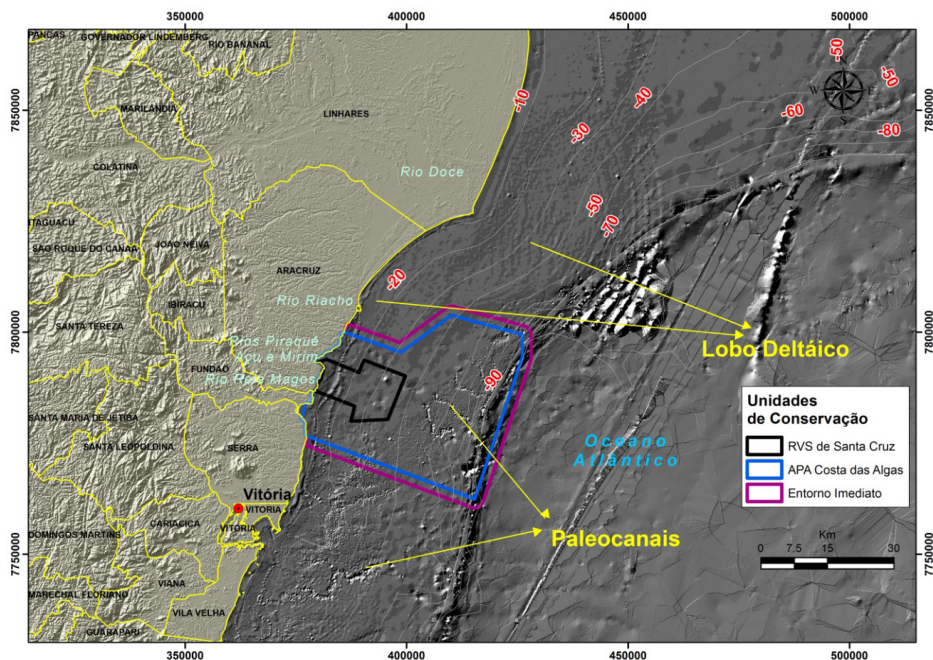 350000
400000
450000
500000
PANCAS
GOVERNADOR LINDEMBERG
RIO BANANAL
-50
N
-50
W
E
S
-10
-40
-60
7850000
7850000
MARILANDIA
LINHARES
-30
-80
COLATINA
Rio Doce
-50
ITAGUACU
JOAO NEIVA
-70
SAO ROQUE DO CANAA
ARACRUZ
-20
IBIRACU
Rio Riacho
SANTA TEREZA
7800000
7800000
Rios Piraquê
Açu e Mirim
Lobo Deltáico
FUNDAO
Rio Reis Magos
-90
SANTA MARIA DE JETIBA
Unidades
de Conservação
SANTA LEOPOLDINA
SERRA
Oceano
Atlântico
RVS de Santa Cruz
APA Costa das Algas
Entorno Imediato
Vitória
VITORIA
CARIACICA
VITORIA
Paleocanais
DOMINGOS MARTINS
Km
0
7.5
15
30
7750000
7750000
VIANA
MARECHAL FLORIANO
VILA VELHA
GUARAPARI
350000
400000
450000
500000